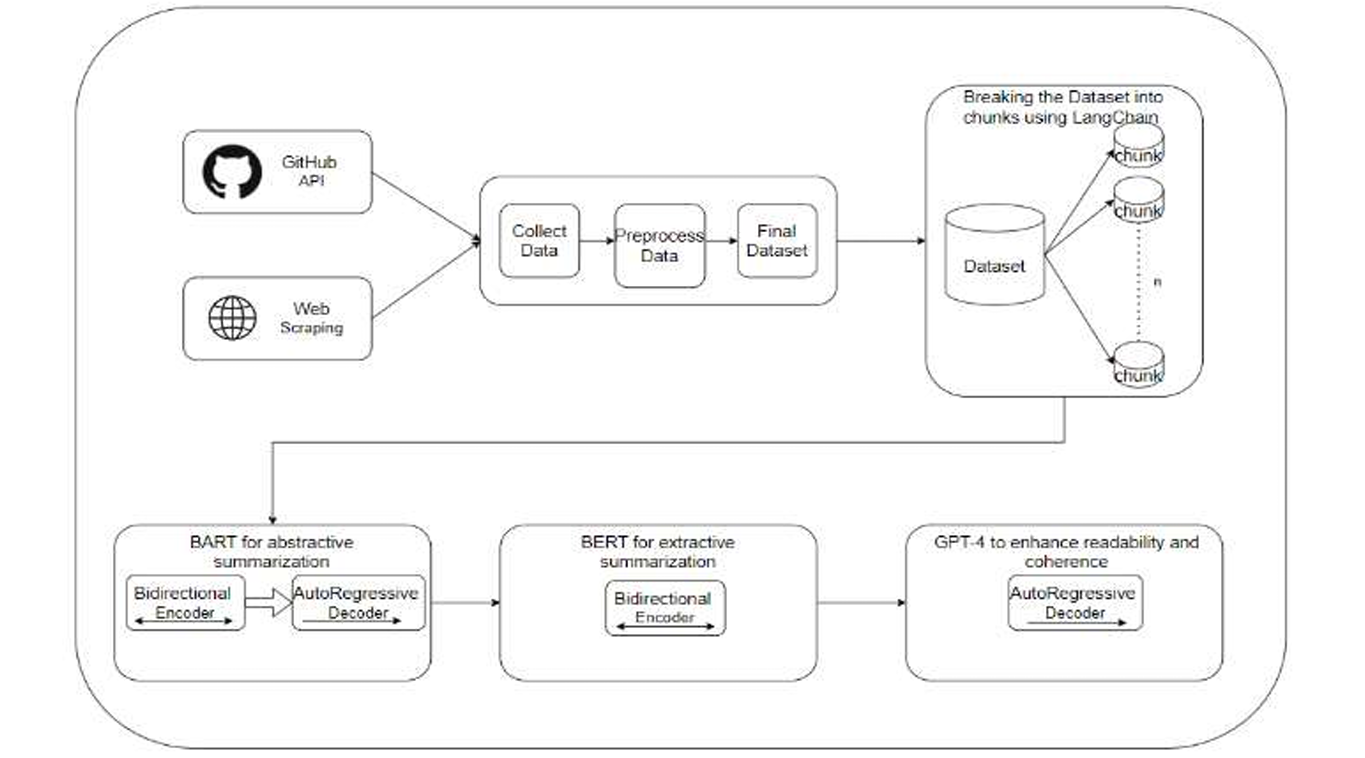 GitHub
API
Web
Scraping
Collect
Data
Preprocess
Data
Final
Dataset
Breaking the Dataset into
chunks using LangChain
Dataset
chunk
chunk
n
chunk
BART for abstractive
summarization
Bidirectional
Encoder
AutoRegressive
Decoder
BERT for extractive
summarization
Bidirectional
Encoder
GPT-4 to enhance readability and
coherence
AutoRegressive
Decoder